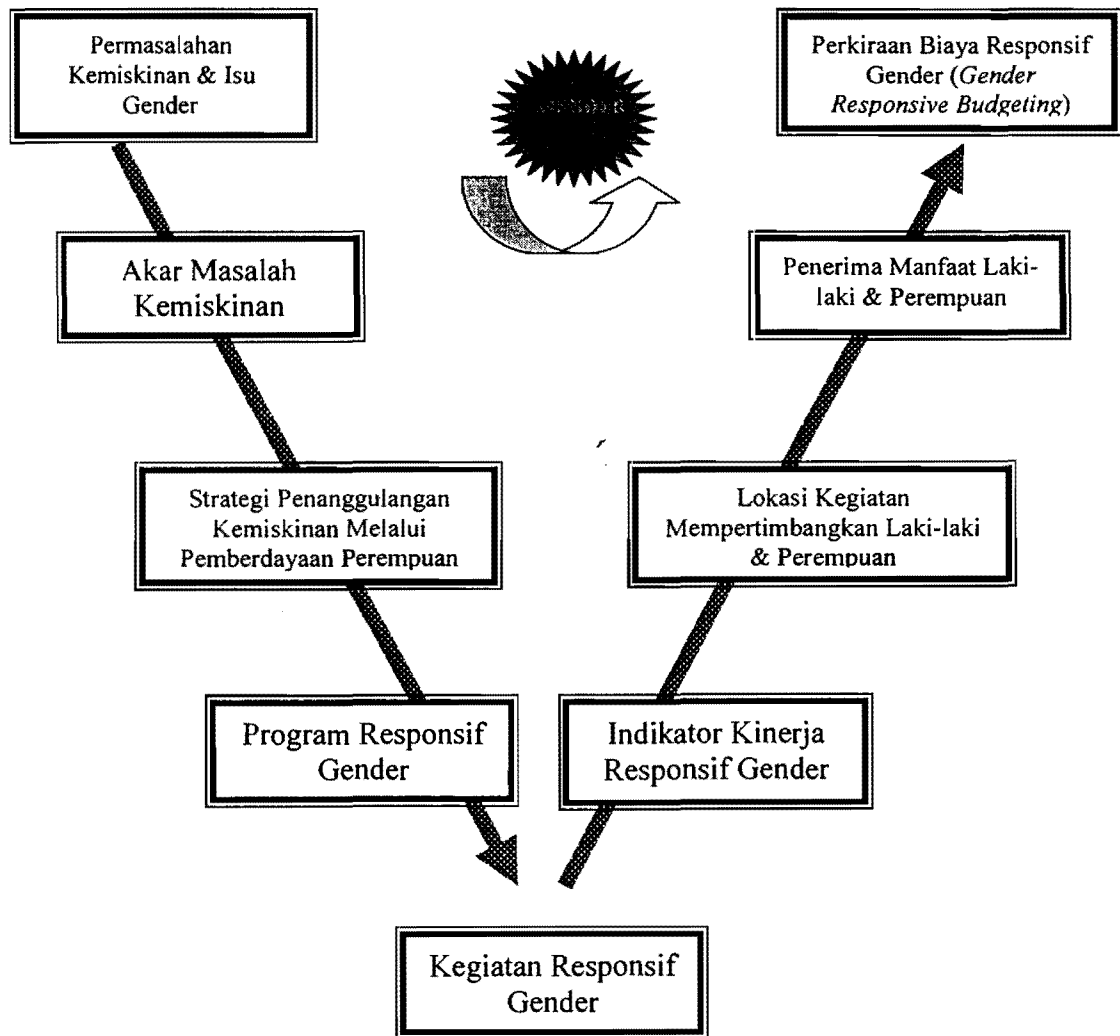 Permasalahan
Kemiskinan & Isu
Gender
Akar Masalah
Kemiskinan
Strategi Penanggulangan
Kemiskinan Melalui
Pemberdayaan Perempuan
Program Responsif
Gender
Kegiatan Responsif
Gender
Indikator Kinerja
Responsif Gender
Lokasi Kegiatan
Mempertimbangkan Laki-laki
& Perempuan
Penerima Manfaat Laki-
laki & Perempuan
Perkiraan Biaya Responsif
Gender (Gender
Responsive Budgeting)